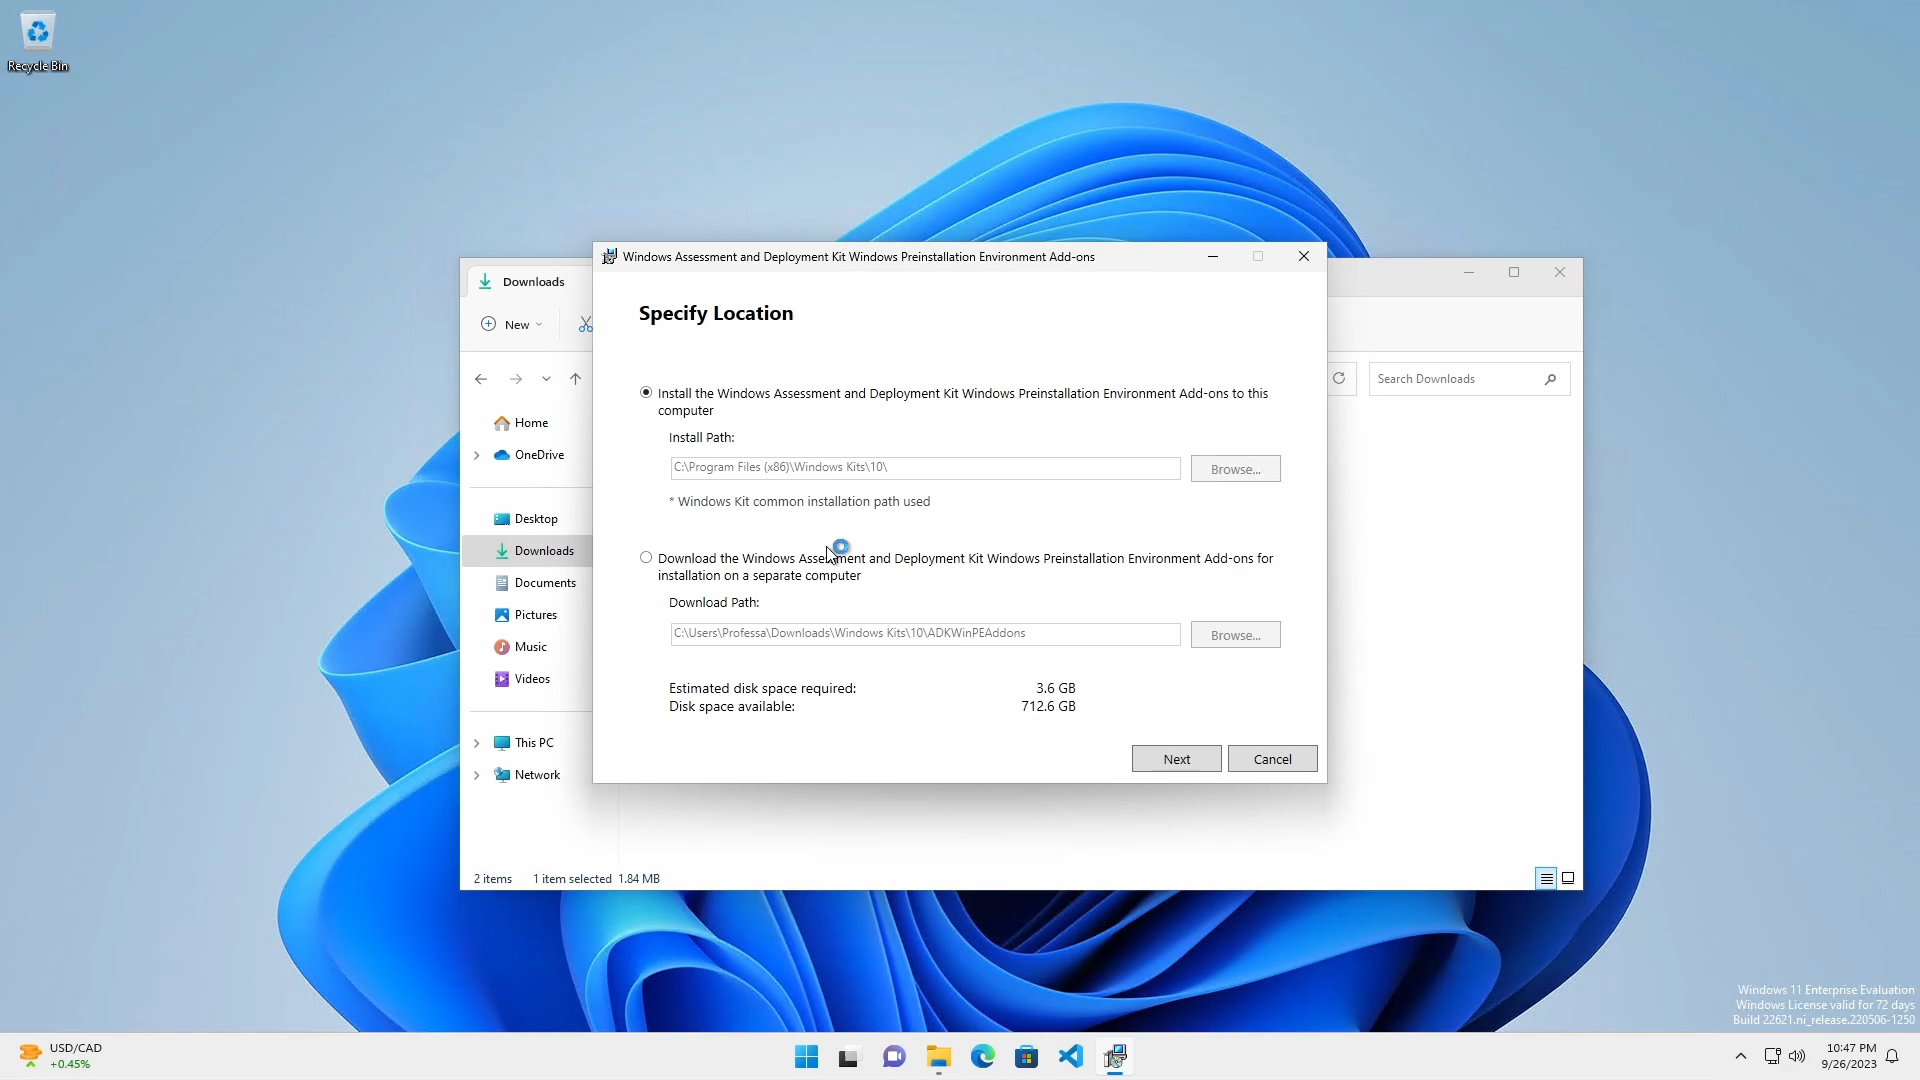 Recycle Bin
Windows Assessment and Deployment Kit Windows Preinstallation Environment Add-ons
Downloads
New
Specify Location
Search Downloads
Install the Windows Assessment and Deployment Kit Windows Preinstallation Environment Add-ons to this
computer
Install Path:
C:\Program Files (x86)\Windows Kits\10\
Browse...
* Windows Kit common installation path used
Download the Windows Assessment and Deployment Kit Windows Preinstallation Environment Add-ons for
installation on a separate computer
Download Path:
C:\Users\Professa\Downloads\Windows Kits\10\ADKWinPEAddons
Browse...
Estimated disk space required: 3.6 GB
Disk space available: 712.6 GB
Next
Cancel
Home
OneDrive
Desktop
Downloads
Documents
Pictures
Music
Videos
This PC
Network
2 items 1 item selected 1.84 MB
Windows 11 Enterprise Evaluation
Windows License valid for 72 days
Build 22621.ni_release.220506-1250
USD/CAD
+0.45%
10:47 PM
9/26/2023